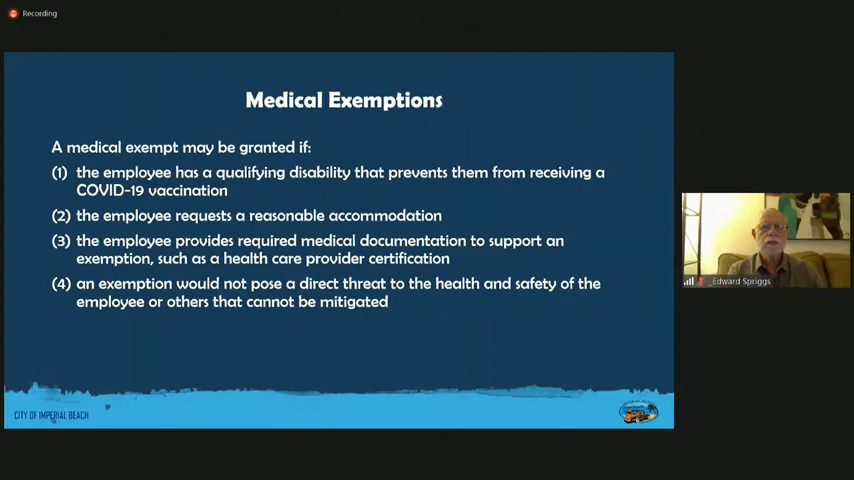 Recording
Medical Exemptions
A medical exempt may be granted if:
(1) the employee has a qualifying disability that prevents them from receiving a
COVID-19 vaccination
(2) the employee requests a reasonable accommodation
(3) the employee provides required medical documentation to support an
exemption, such as a health care provider certification
(4) an exemption would not pose a direct threat to the health and safety of the
employee or others that cannot be mitigated
_Edward Spriggs
CITY OF IMPERIAL BEACH